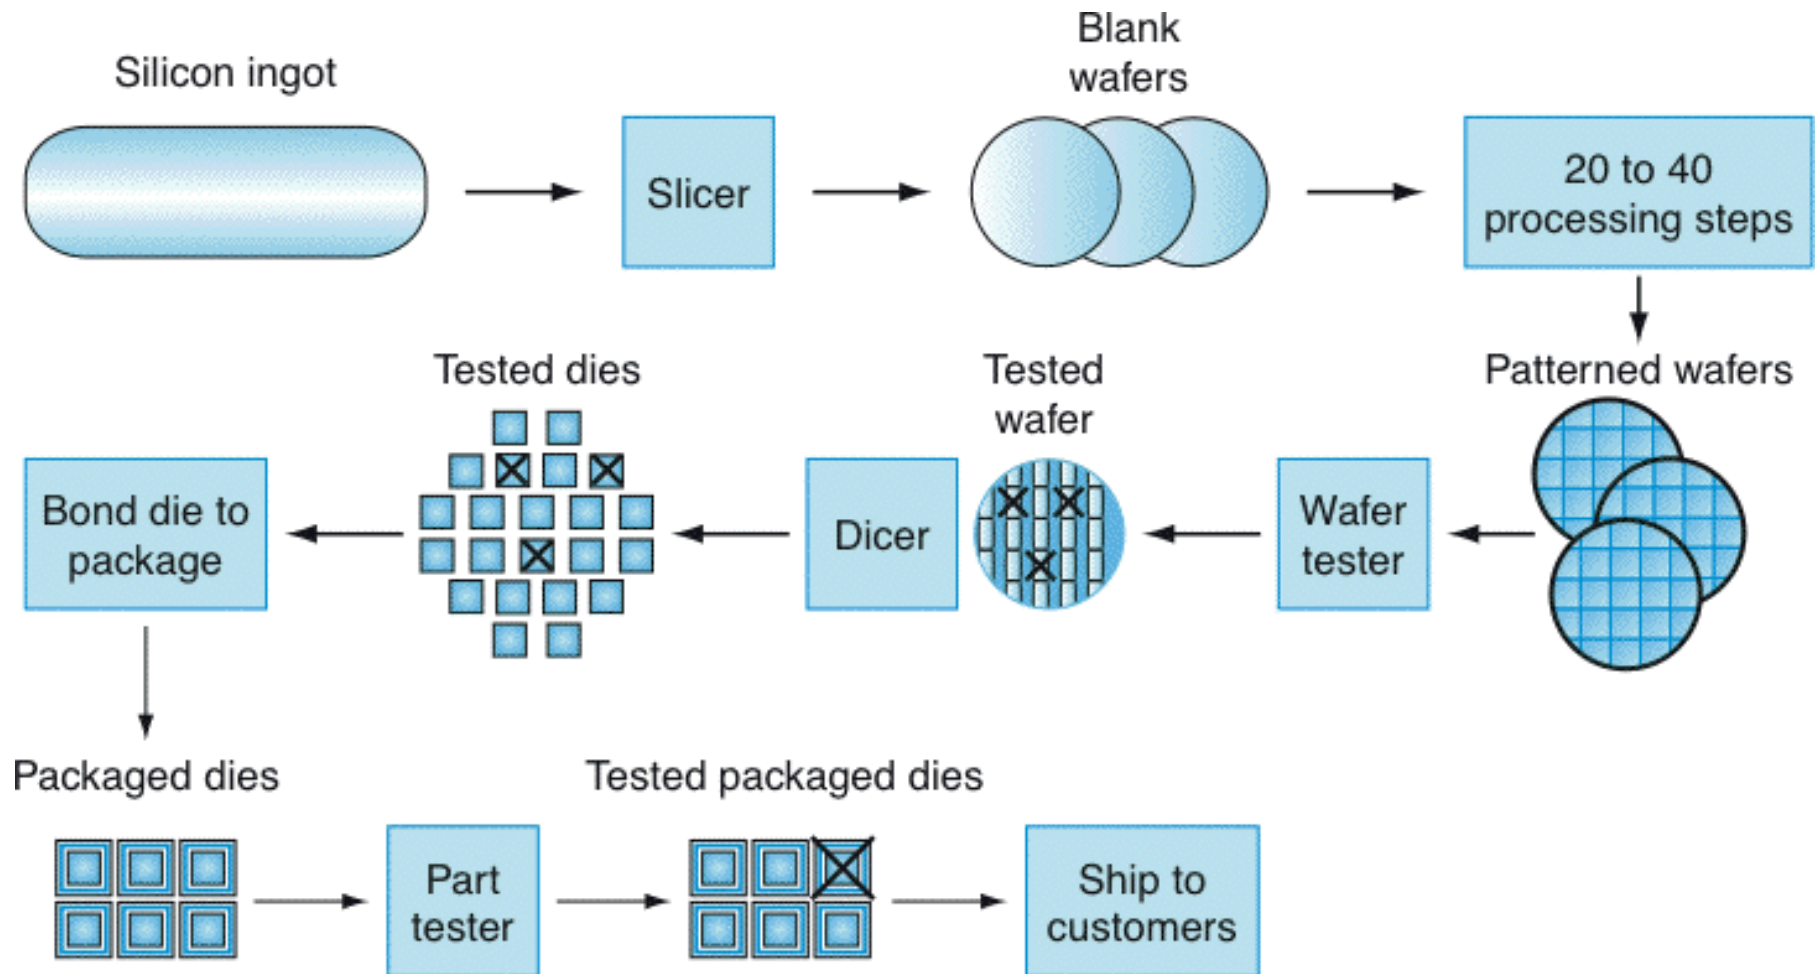 Silicon ingot
Blank
wafers
Slicer
20 to 40
processing steps
Tested dies
Tested
wafer
Patterned wafers
Bond die to
package
Dicer
Wafer
tester
Packaged dies
Tested packaged dies
Part
tester
Ship to
customers